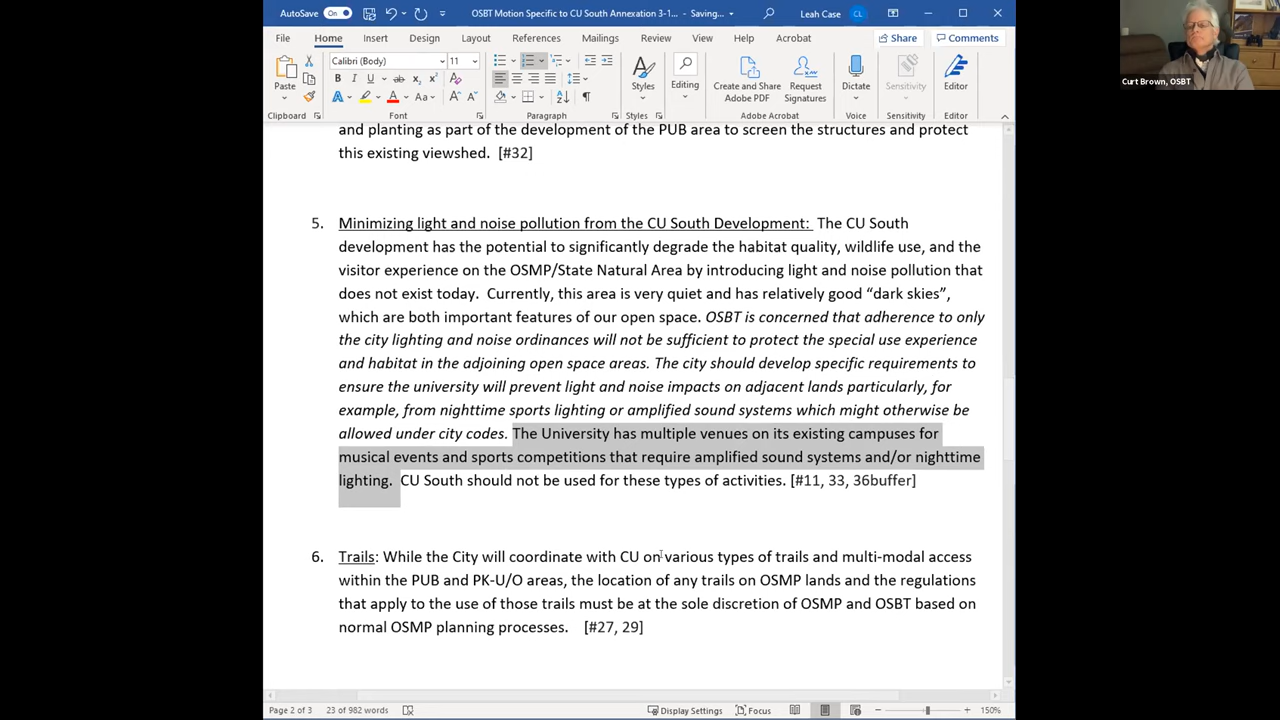 AutoSave On OSBT Motion Specific to CU South Annexation 3-1... - Saving... Leah Case CL
File Home Insert Draw Design Layout References Mailings Review View Help Acrobat Share Comments
Calibri (Body) 11
Paste Styles Editing Create and Share Adobe PDF Request Signatures Dictate Sensitivity Editor
Clipboard Font Paragraph Styles Adobe Acrobat Voice Sensitivity Editor
Curt Brown, OSBT
and planting as part of the development of the PUB area to screen the structures and protect
this existing viewshed. [#32]
5. Minimizing light and noise pollution from the CU South Development: The CU South
development has the potential to significantly degrade the habitat quality, wildlife use, and the
visitor experience on the OSMP/State Natural Area by introducing light and noise pollution that
does not exist today. Currently, this area is very quiet and has relatively good “dark skies”,
which are both important features of our open space. OSBT is concerned that adherence to only
the city lighting and noise ordinances will not be sufficient to protect the special use experience
and habitat in the adjoining open space areas. The city should develop specific requirements to
ensure the university will prevent light and noise impacts on adjacent lands particularly, for
example, from nighttime sports lighting or amplified sound systems which might otherwise be
allowed under city codes. The University has multiple venues on its existing campuses for
musical events and sports competitions that require amplified sound systems and/or nighttime
lighting. CU South should not be used for these types of activities. [#11, 33, 36buffer]
6. Trails: While the City will coordinate with CU on various types of trails and multi-modal access
within the PUB and PK-U/O areas, the location of any trails on OSMP lands and the regulations
that apply to the use of those trails must be at the sole discretion of OSMP and OSBT based on
normal OSMP planning processes. [#27, 29]
Page 2 of 3 23 of 982 words Display Settings Focus 150%